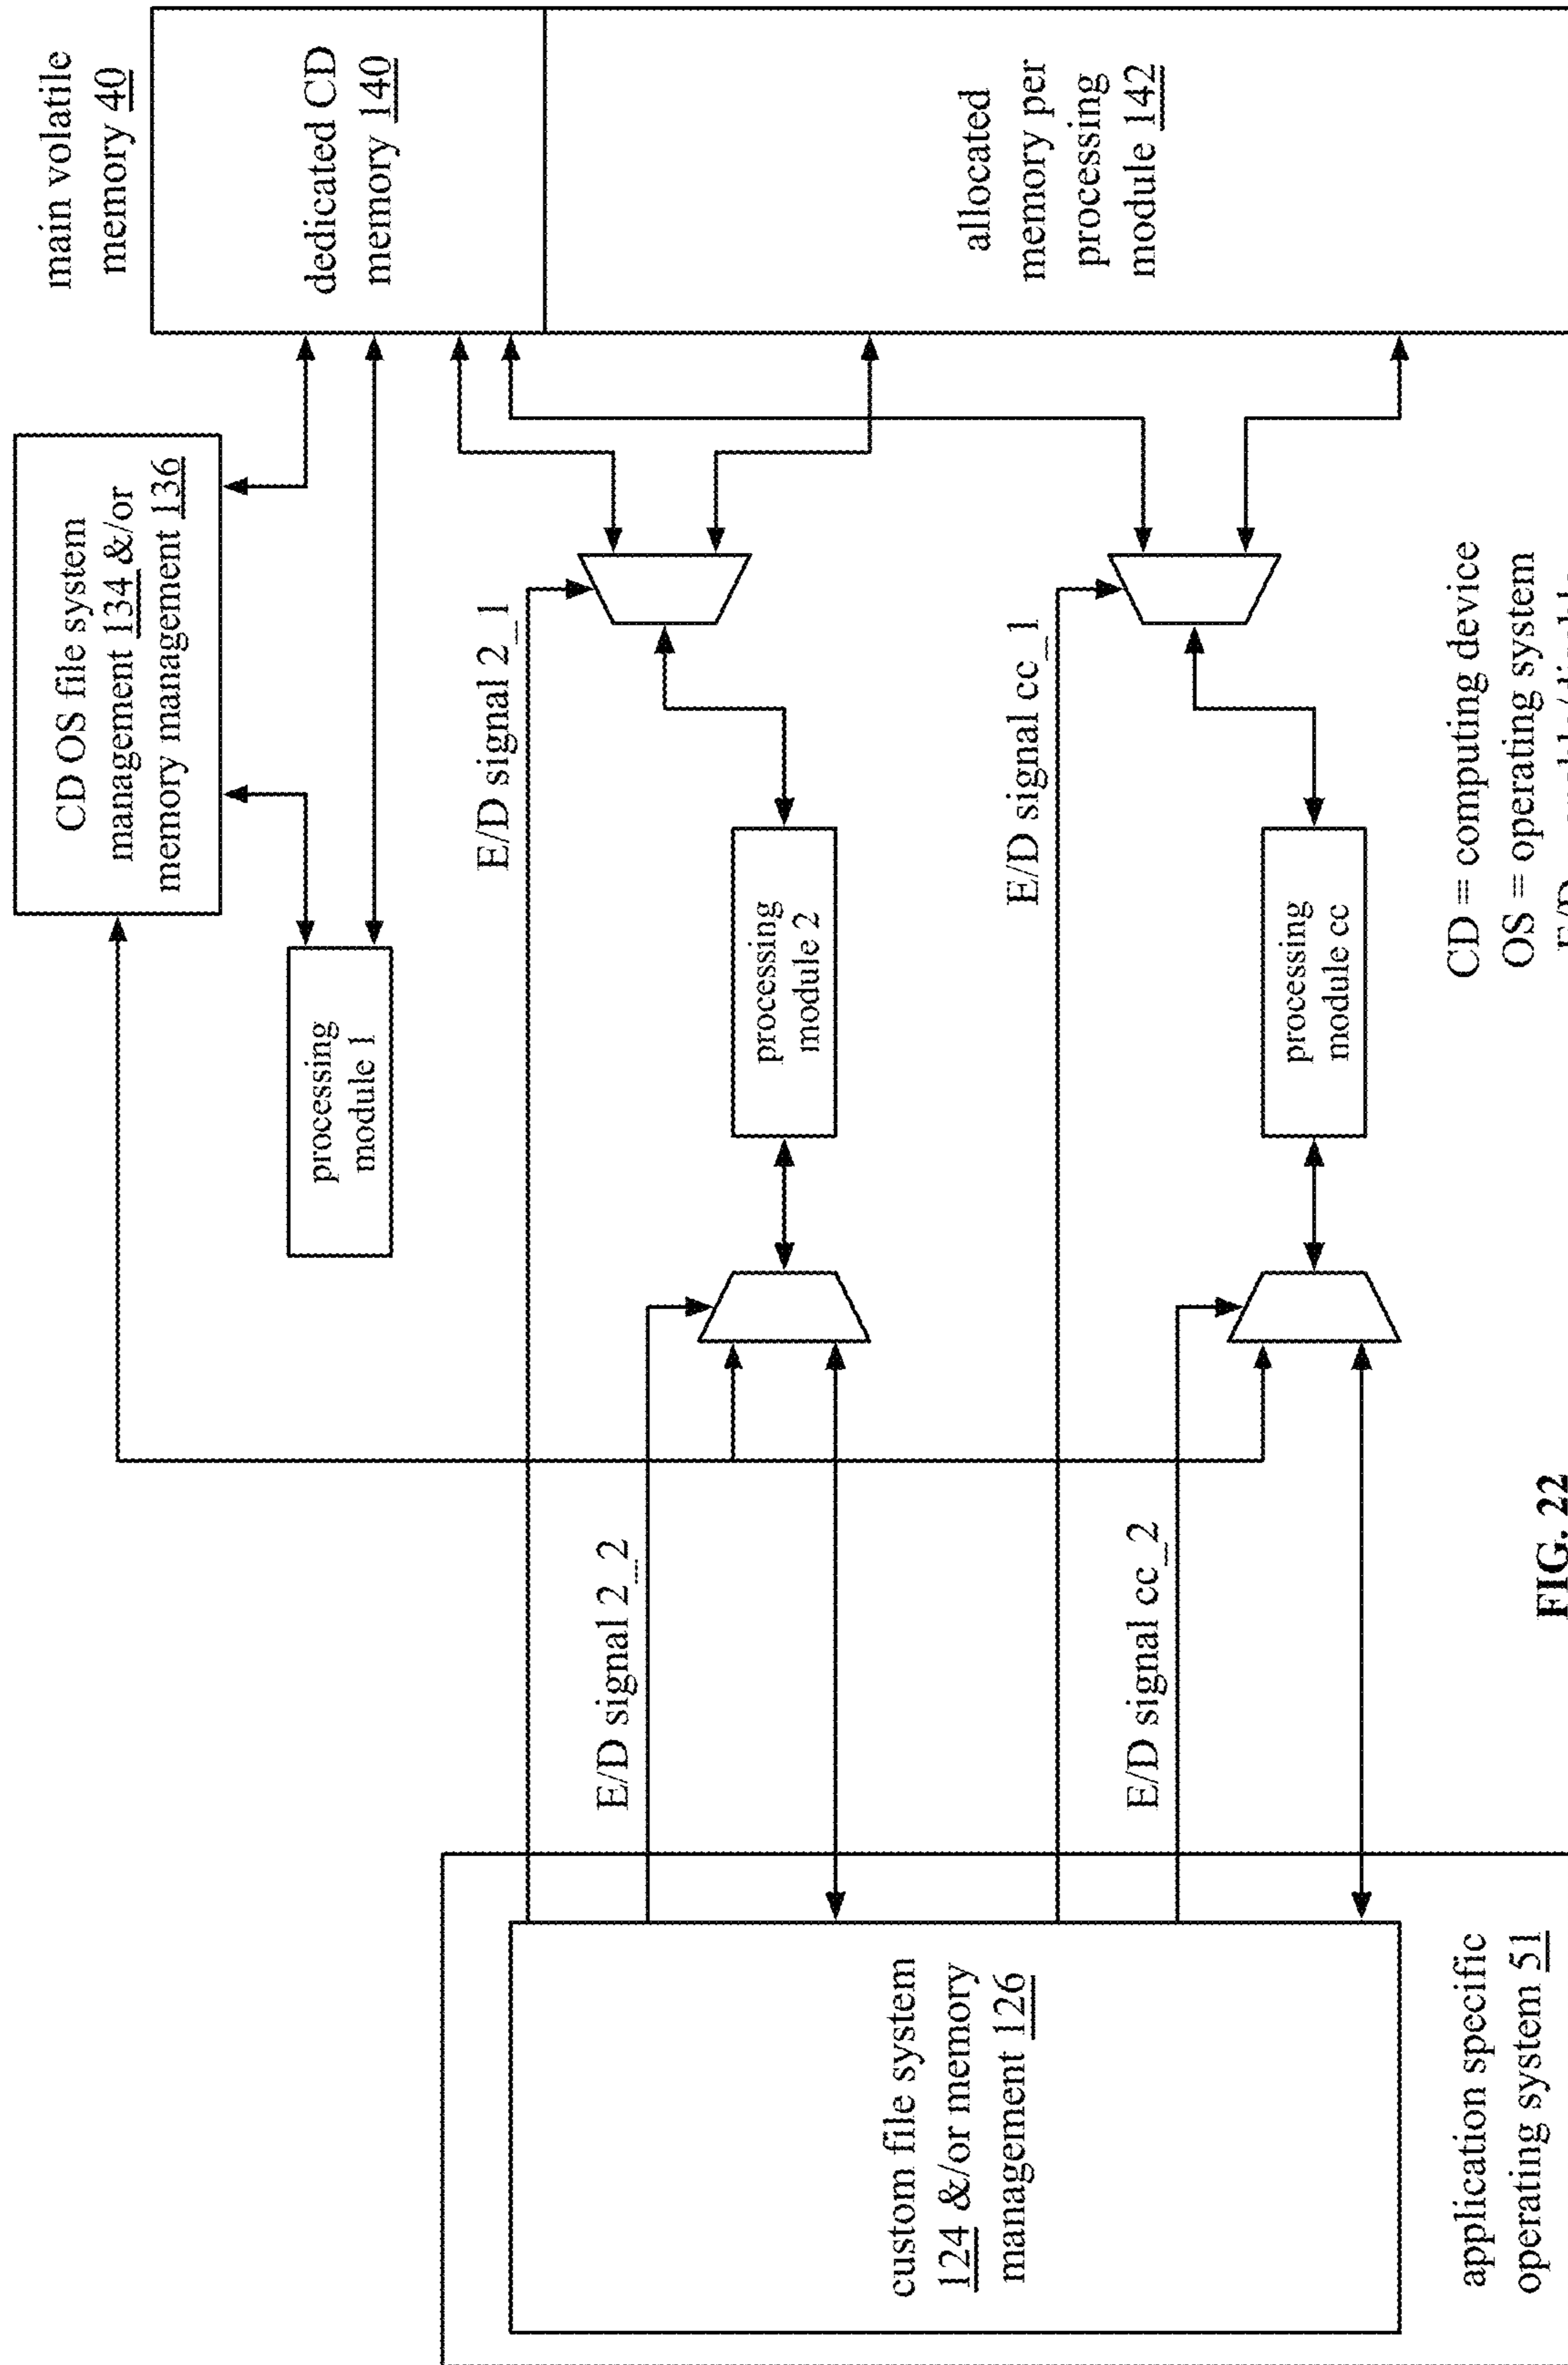 main volatile
memory 40
dedicated CD
memory 140
allocated
memory per
processing
module 142
CD OS file system
management 134 &/or
memory management 136
processing
module 1
E/D signal 2_1
processing
module 2
E/D signal 2_2
E/D signal cc_1
processing
module cc
E/D signal cc_2
custom file system
124 &/or memory
management 126
application specific
operating system 51
CD = computing device
OS = operating system
FIG. 22